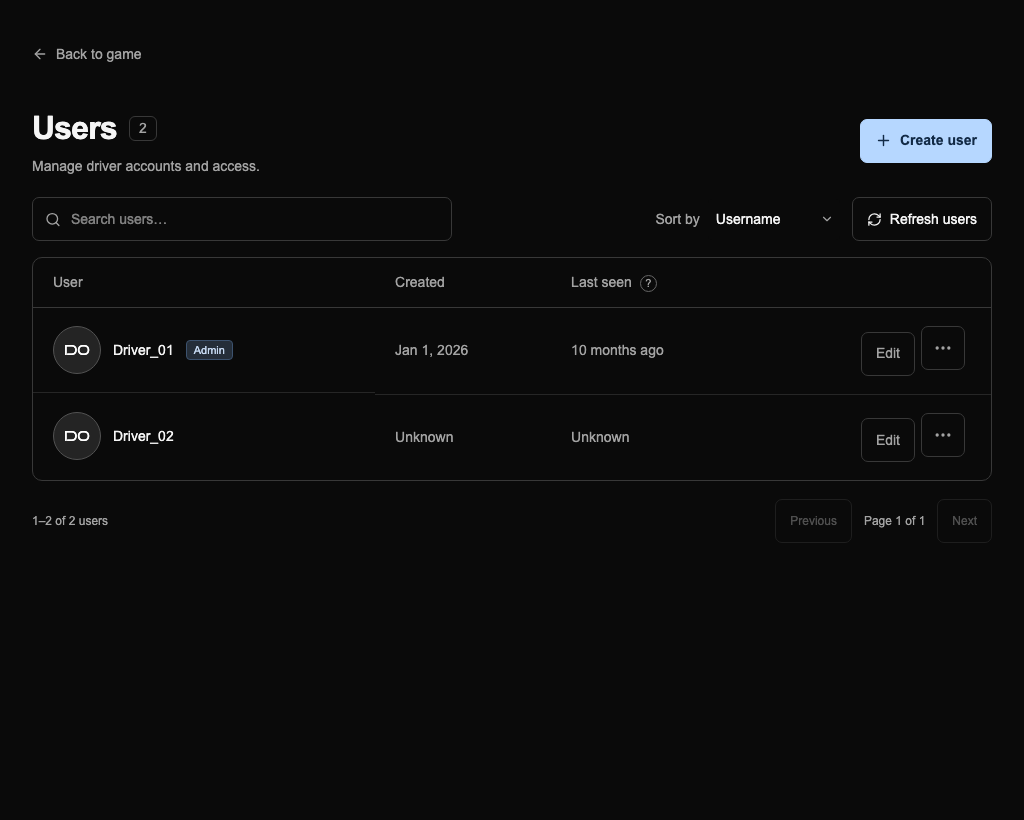 Back to game
Users 2
Create user
Manage driver accounts and access.
Search users…
Sort by Username
Refresh users
User Created Last seen ?
DO Driver_01 Admin Jan 1, 2026 10 months ago Edit ...
DO Driver_02 Unknown Unknown Edit ...
1–2 of 2 users Previous Page 1 of 1 Next